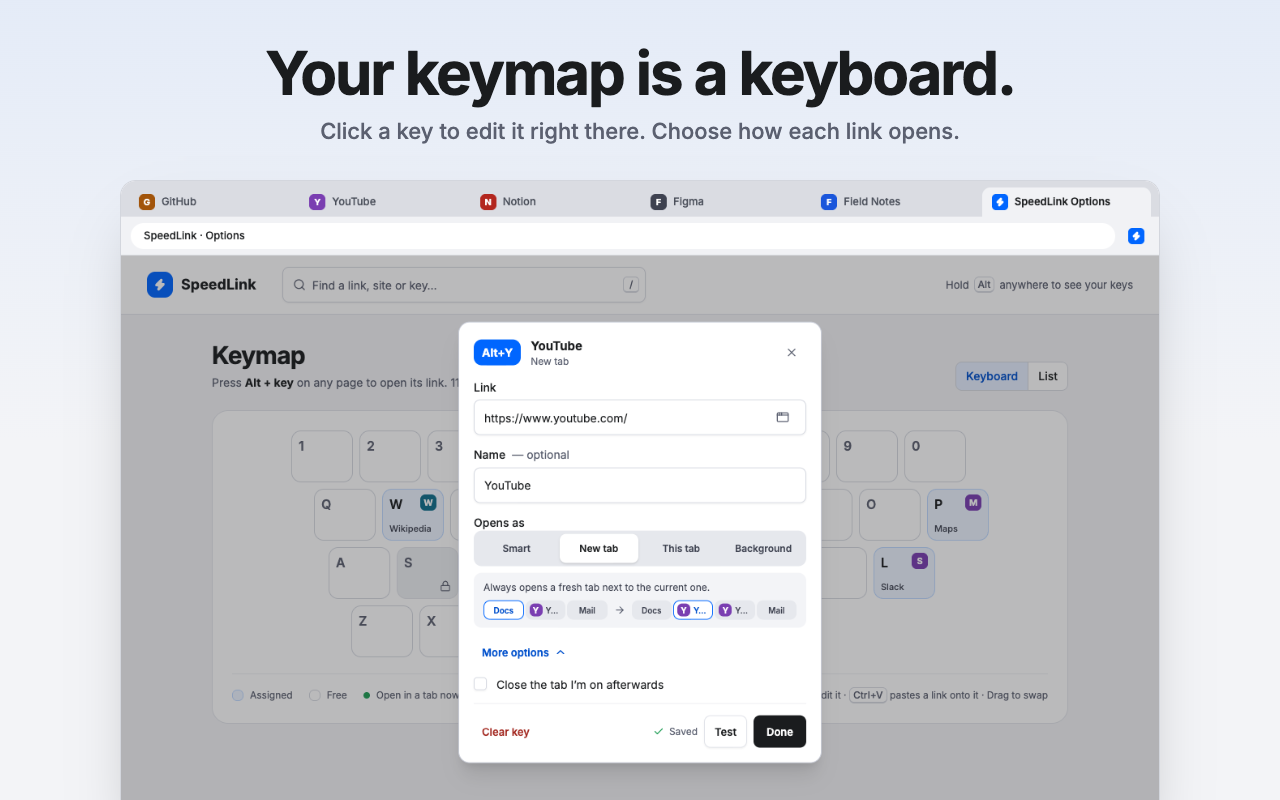 Your keymap is a keyboard.
Click a key to edit it right there. Choose how each link opens.
G GitHub
Y YouTube
N Notion
F Figma
F Field Notes
SpeedLink Options
SpeedLink · Options
SpeedLink
Find a link, site or key...
/
Hold Alt anywhere to see your keys
Keymap
Press Alt + key on any page to open its link. 11
Keyboard
List
1
2
3
9
0
Q
W W
Wikipedia
O
P M
Maps
A
S
L S
Slack
Z
X
Assigned
Free
Open in a tab now
dit it · Ctrl+V pastes a link onto it · Drag to swap
Alt+Y
YouTube
New tab
Link
https://www.youtube.com/
Name — optional
YouTube
Opens as
Smart
New tab
This tab
Background
Always opens a fresh tab next to the current one.
Docs Y Y... Mail → Docs Y Y... Y Y... Mail
More options
Close the tab I'm on afterwards
Clear key
Saved
Test
Done